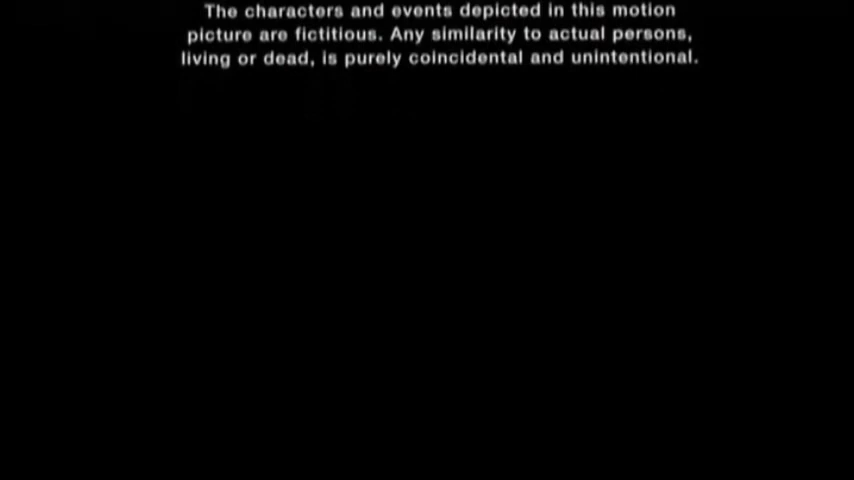 The characters and events depicted in this motion
picture are fictitious. Any similarity to actual persons,
living or dead, is purely coincidental and unintentional.